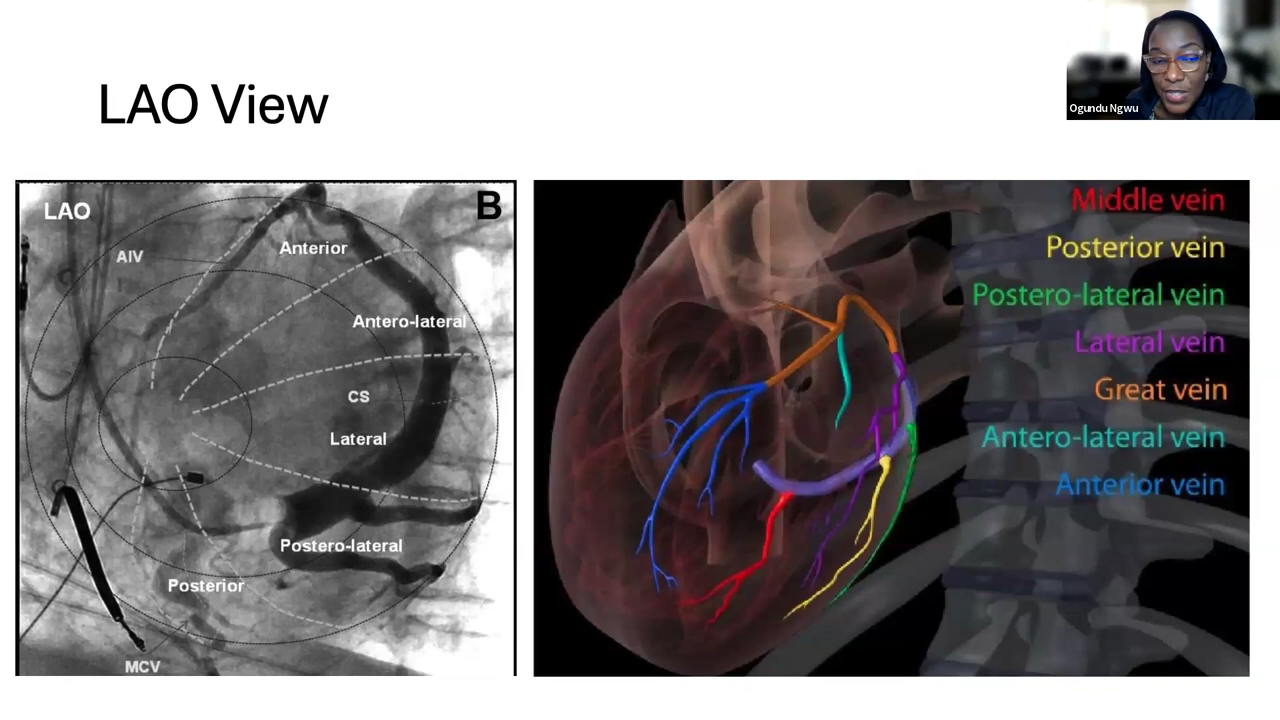 LAO View
Ogundu Ngwu
LAO
B
AIV
Anterior
Antero-lateral
CS
Lateral
Postero-lateral
Posterior
MCV
Middle vein
Posterior vein
Postero-lateral vein
Lateral vein
Great vein
Antero-lateral vein
Anterior vein